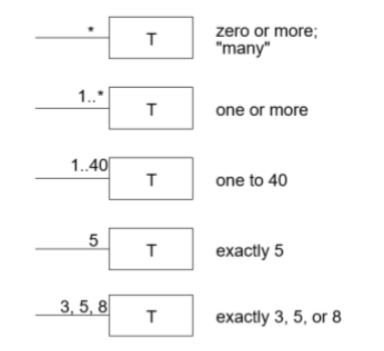 *
T
zero or more;
"many"
1..*
T
one or more
1..40
T
one to 40
5
T
exactly 5
3, 5, 8
T
exactly 3, 5, or 8